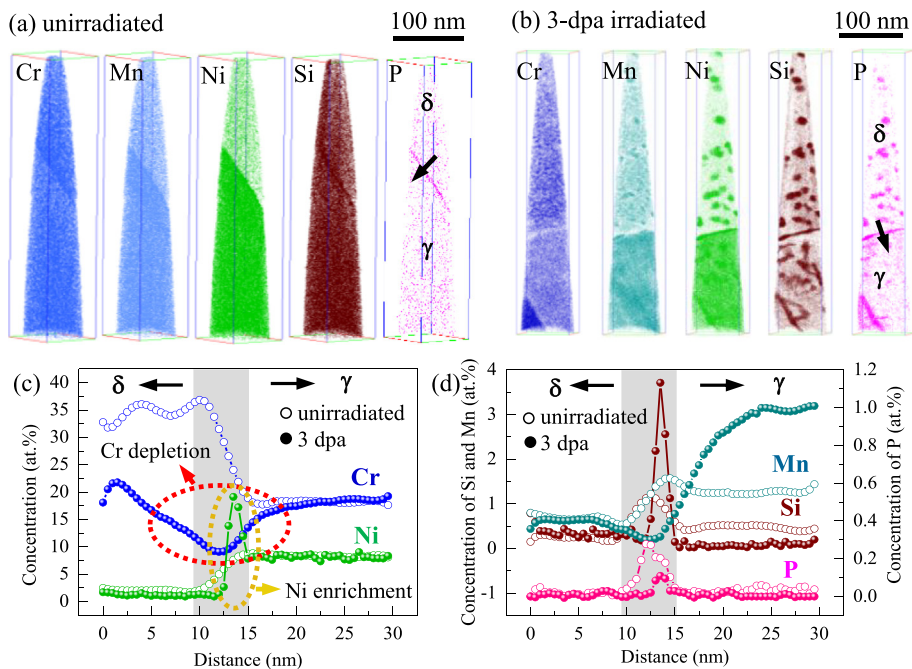 (a) unirradiated
100 nm
Cr
Mn
Ni
Si
P
δ
γ
(b) 3-dpa irradiated
100 nm
Cr
Mn
Ni
Si
P
δ
γ
(c)
δ
γ
unirradiated
3 dpa
Cr depletion
Cr
Ni
Ni enrichment
Concentration (at.%)
40
35
30
25
20
15
10
5
0
0 5 10 15 20 25 30
Distance (nm)
(d)
δ
γ
unirradiated
3 dpa
Mn
Si
P
Concentration of Si and Mn (at.%)
4
3
2
1
0
-1
Concentration of P (at.%)
1.2
1.0
0.8
0.6
0.4
0.2
0.0
0 5 10 15 20 25 30
Distance (nm)